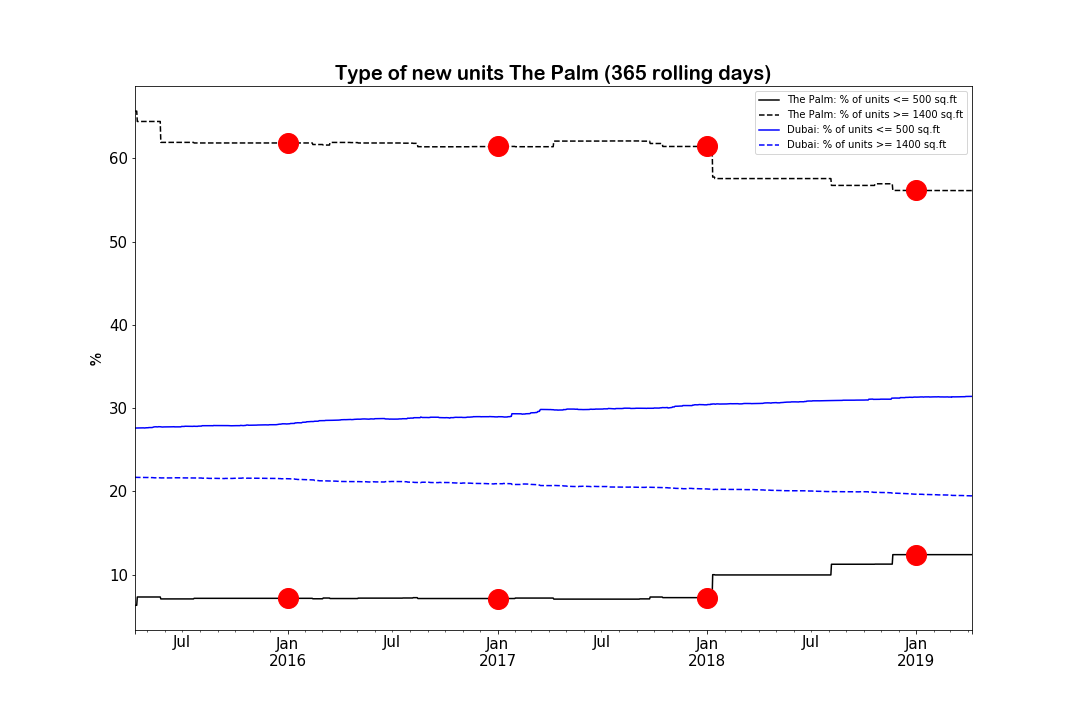 Type of new units The Palm (365 rolling days)
The Palm: % of units <= 500 sq.ft
The Palm: % of units >= 1400 sq.ft
Dubai: % of units <= 500 sq.ft
Dubai: % of units >= 1400 sq.ft
60
50
40
%
30
20
10
Jul Jan Jul Jan Jul Jan Jul Jan
2016 2017 2018 2019